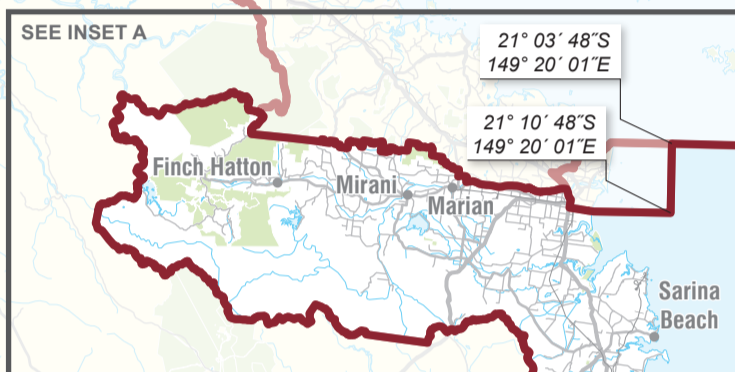 SEE INSET A
21° 03´ 48˝S
149° 20´ 01˝E
21° 10´ 48˝S
149° 20´ 01˝E
Finch Hatton
Mirani
Marian
Sarina
Beach